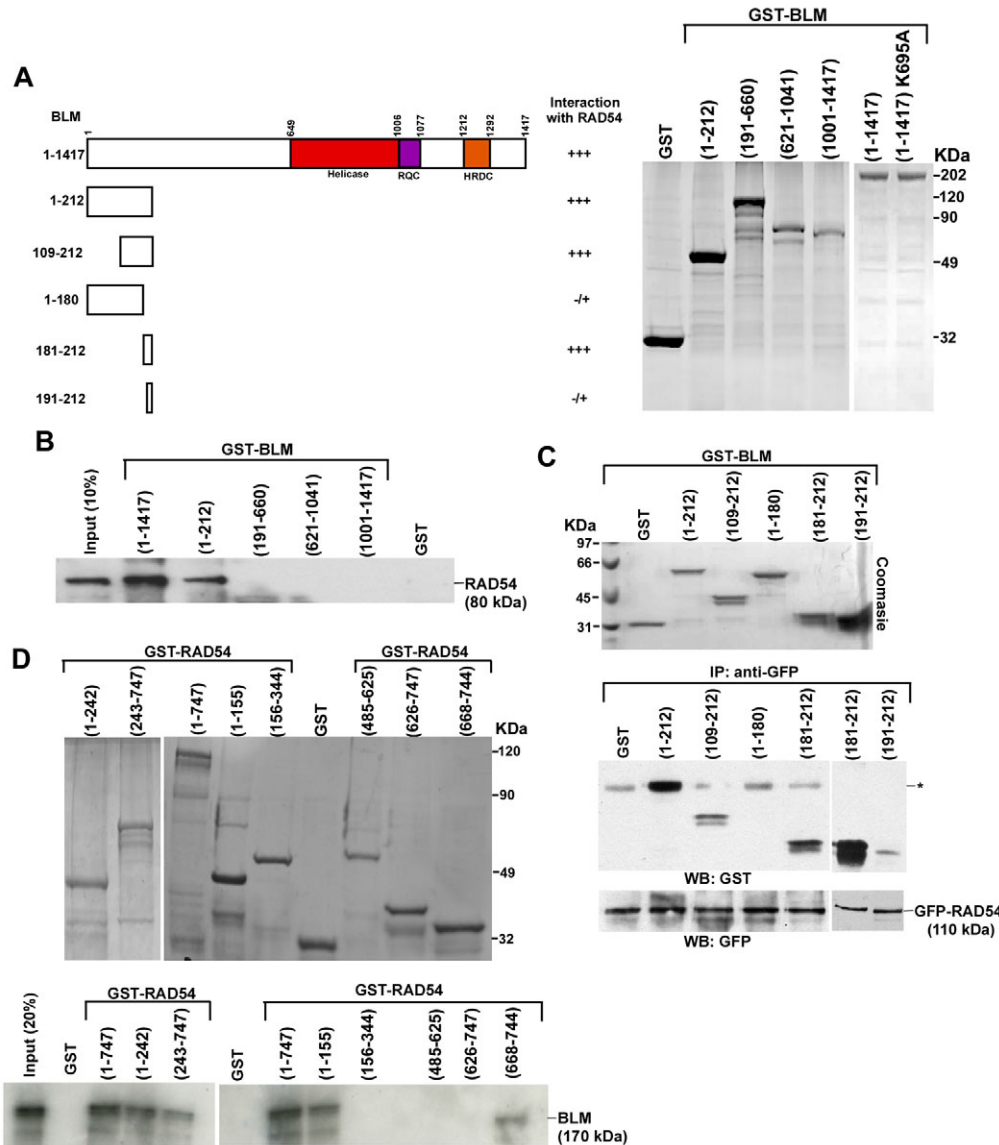 A
BLM
1
649
1006
1077
1212
1292
1417
Interaction
with RAD54
1-1417
Helicase
RQC
HRDC
+++
1-212
+++
109-212
+++
1-180
-/+
181-212
+++
191-212
-/+
GST-BLM
GST
(1-212)
(191-660)
(621-1041)
(1001-1417)
(1-1417)
(1-1417) K695A
KDa
202
120
90
49
32
B
GST-BLM
Input (10%)
(1-1417)
(1-212)
(191-660)
(621-1041)
(1001-1417)
GST
RAD54
(80 kDa)
C
GST-BLM
KDa
GST
(1-212)
(109-212)
(1-180)
(181-212)
(191-212)
97
66
45
31
Coomasie
IP: anti-GFP
GST
(1-212)
(109-212)
(1-180)
(181-212)
(181-212)
(191-212)
*
WB: GST
GFP-RAD54
(110 kDa)
WB: GFP
D
GST-RAD54
GST-RAD54
(1-242)
(243-747)
(1-747)
(1-155)
(156-344)
GST
(485-625)
(626-747)
(668-744)
KDa
120
90
49
32
GST-RAD54
GST-RAD54
Input (20%)
GST
(1-747)
(1-242)
(243-747)
GST
(1-747)
(1-155)
(156-344)
(485-625)
(626-747)
(668-744)
BLM
(170 kDa)